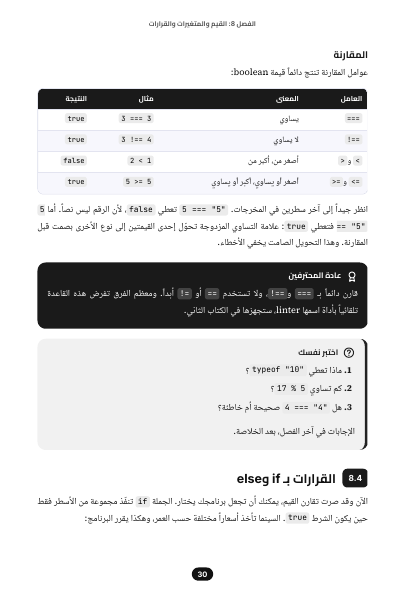 الفصل 8: القيم والمتغيرات والقرارات
المقارنة
عوامل المقارنة تنتج دائماً قيمة boolean:
العامل المعنى مثال النتيجة
=== يساوي 3 === 3 true
!== لا يساوي 4 !== 3 true
< و > أصغر من، أكبر من 2 < 1 false
<= و >= أصغر أو يساوي، أكبر أو يساوي 5 >= 5 true
انظر جيداً إلى آخر سطرين في المخرجات. "5" === 5 تعطي false، لأن الرقم ليس نصاً. أما 5
== "5" فتعطي true: علامة التساوي المزدوجة تحوّل إحدى القيمتين إلى نوع الأخرى بصمت قبل
المقارنة. وهذا التحويل الصامت يخفي الأخطاء.
عادة المحترفين
قارن دائماً بـ === و !==، ولا تستخدم == أو != أبداً. ومعظم الفرق تفرض هذه القاعدة
تلقائياً بأداة اسمها linter، ستجهزها في الكتاب الثاني.
اختبر نفسك
1. ماذا تعطي typeof "10"؟
2. كم تساوي 17 % 5؟
3. هل 4 === "4" صحيحة أم خاطئة؟
الإجابات في آخر الفصل، بعد الخلاصة.
8.4 القرارات بـ if وelse
الآن وقد صرت تقارن القيم، يمكنك أن تجعل برنامجك يختار. الجملة if تنفّذ مجموعة من الأسطر فقط
حين يكون الشرط true. السينما تأخذ أسعاراً مختلفة حسب العمر، وهكذا يقرر البرنامج:
30